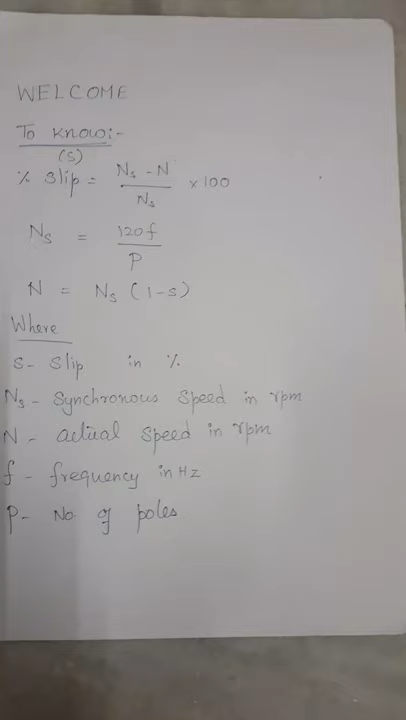 WELCOME
To know:-
(s)
% Slip = Ns - N / Ns × 100
Ns = 120f / P
N = Ns (1-s)
Where
s- slip in %
Ns - Synchronous speed in rpm
N - actual speed in rpm
f - frequency in Hz
P- No. of poles